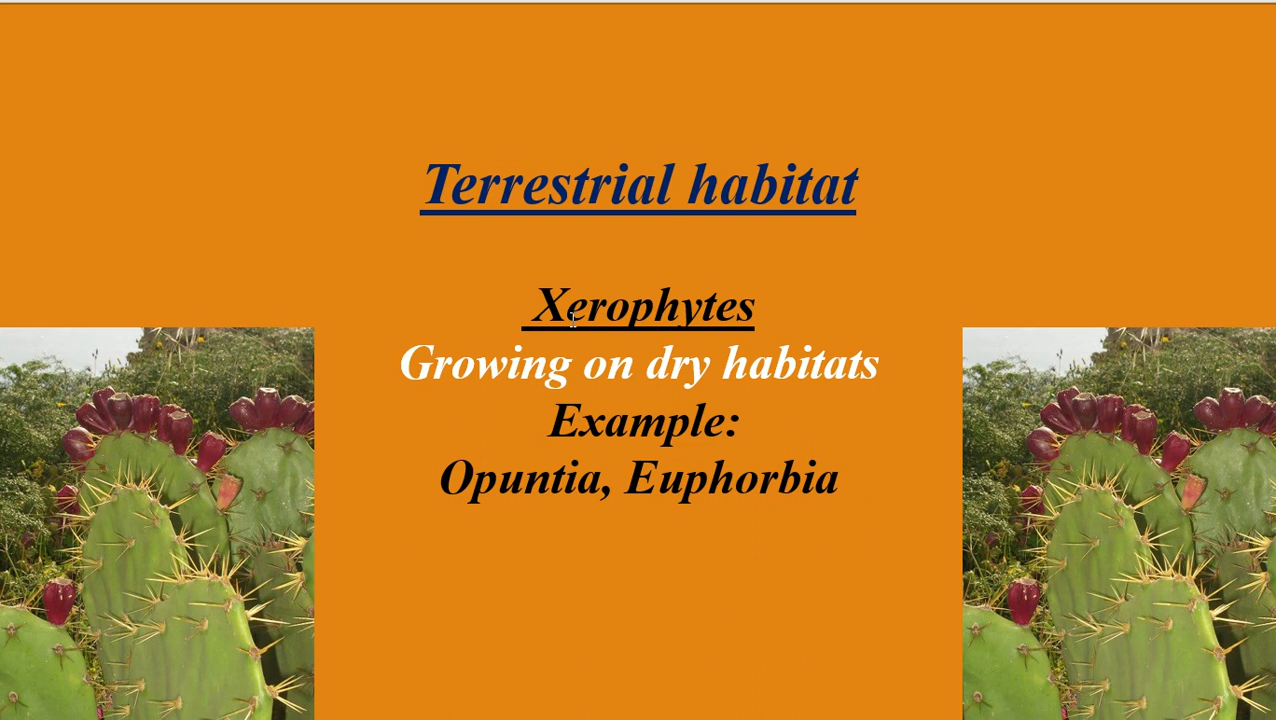 Terrestrial habitat
Xerophytes
Growing on dry habitats
Example:
Opuntia, Euphorbia